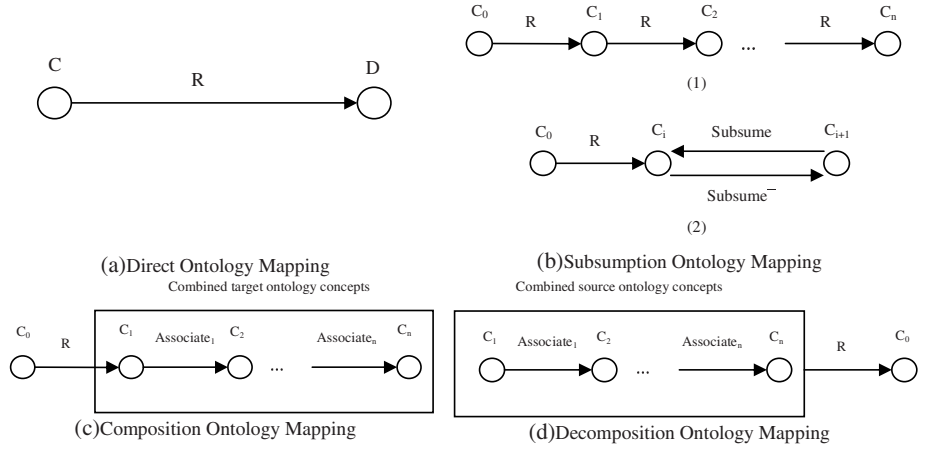 C D
R
(a)Direct Ontology Mapping
C0 C1 C2 Cn
R R ... R
(1)
C0 Ci Ci+1
R Subsume
Subsume–
(2)
(b)Subsumption Ontology Mapping
Combined target ontology concepts
C0 C1 C2 Cn
R Associate1 ... Associaten
(c)Composition Ontology Mapping
Combined source ontology concepts
C1 C2 Cn C0
Associate1 ... Associaten R
(d)Decomposition Ontology Mapping